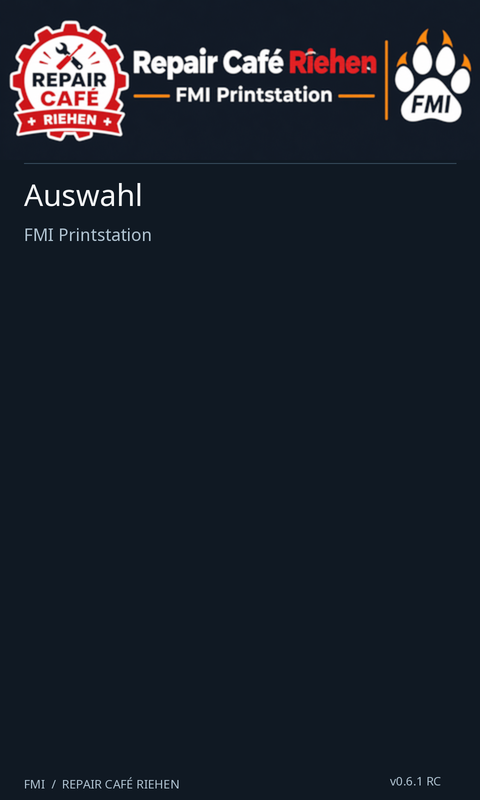 REPAIR
CAFÉ
RIEHEN
Repair Café Riehen
FMI Printstation
FMI
Auswahl
FMI Printstation
FMI / REPAIR CAFÉ RIEHEN
v0.6.1 RC